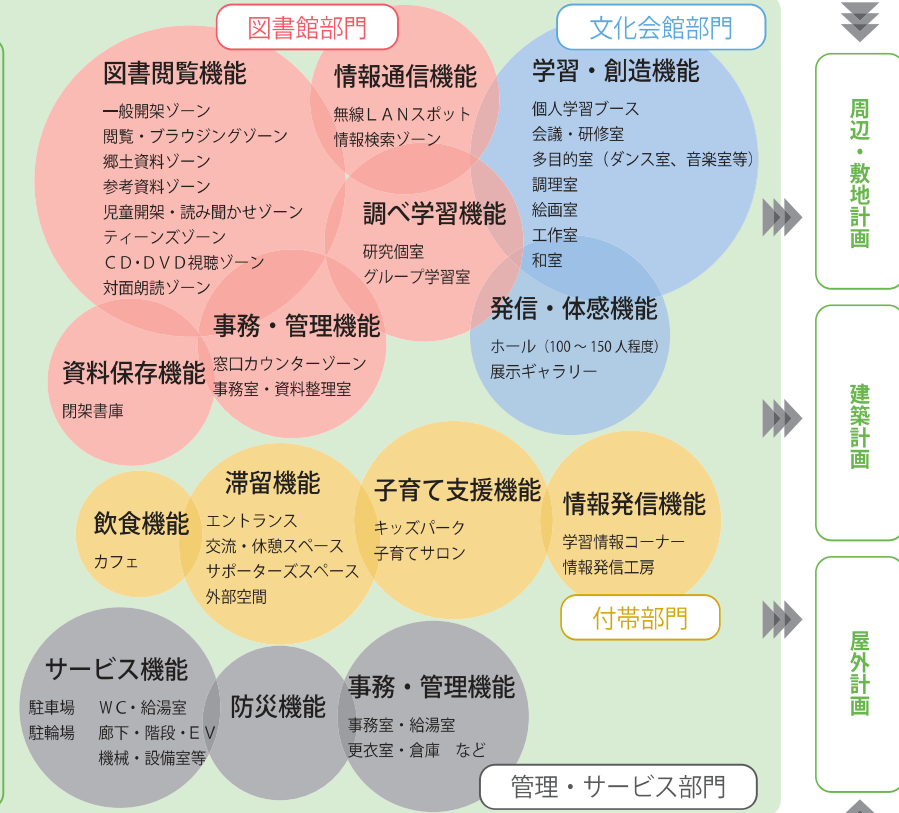 図書館部門
図書閲覧機能
一般開架ゾーン
閲覧・ブラウジングゾーン
郷土資料ゾーン
参考資料ゾーン
児童開架・読み聞かせゾーン
ティーンズゾーン
ＣＤ・ＤＶＤ視聴ゾーン
対面朗読ゾーン
情報通信機能
無線ＬＡＮスポット
情報検索ゾーン
調べ学習機能
研究個室
グループ学習室
事務・管理機能
窓口カウンターゾーン
事務室・資料整理室
資料保存機能
閉架書庫
文化会館部門
学習・創造機能
個人学習ブース
会議・研修室
多目的室（ダンス室、音楽室等）
調理室
絵画室
工作室
和室
発信・体感機能
ホール（100～150人程度）
展示ギャラリー
飲食機能
カフェ
滞留機能
エントランス
交流・休憩スペース
サポーターズスペース
外部空間
子育て支援機能
キッズパーク
子育てサロン
情報発信機能
学習情報コーナー
情報発信工房
付帯部門
サービス機能
駐車場　ＷＣ・給湯室
駐輪場　廊下・階段・ＥＶ
機械・設備室等
防災機能
事務・管理機能
事務室・給湯室
更衣室・倉庫　など
管理・サービス部門
周辺・敷地計画
建築計画
屋外計画